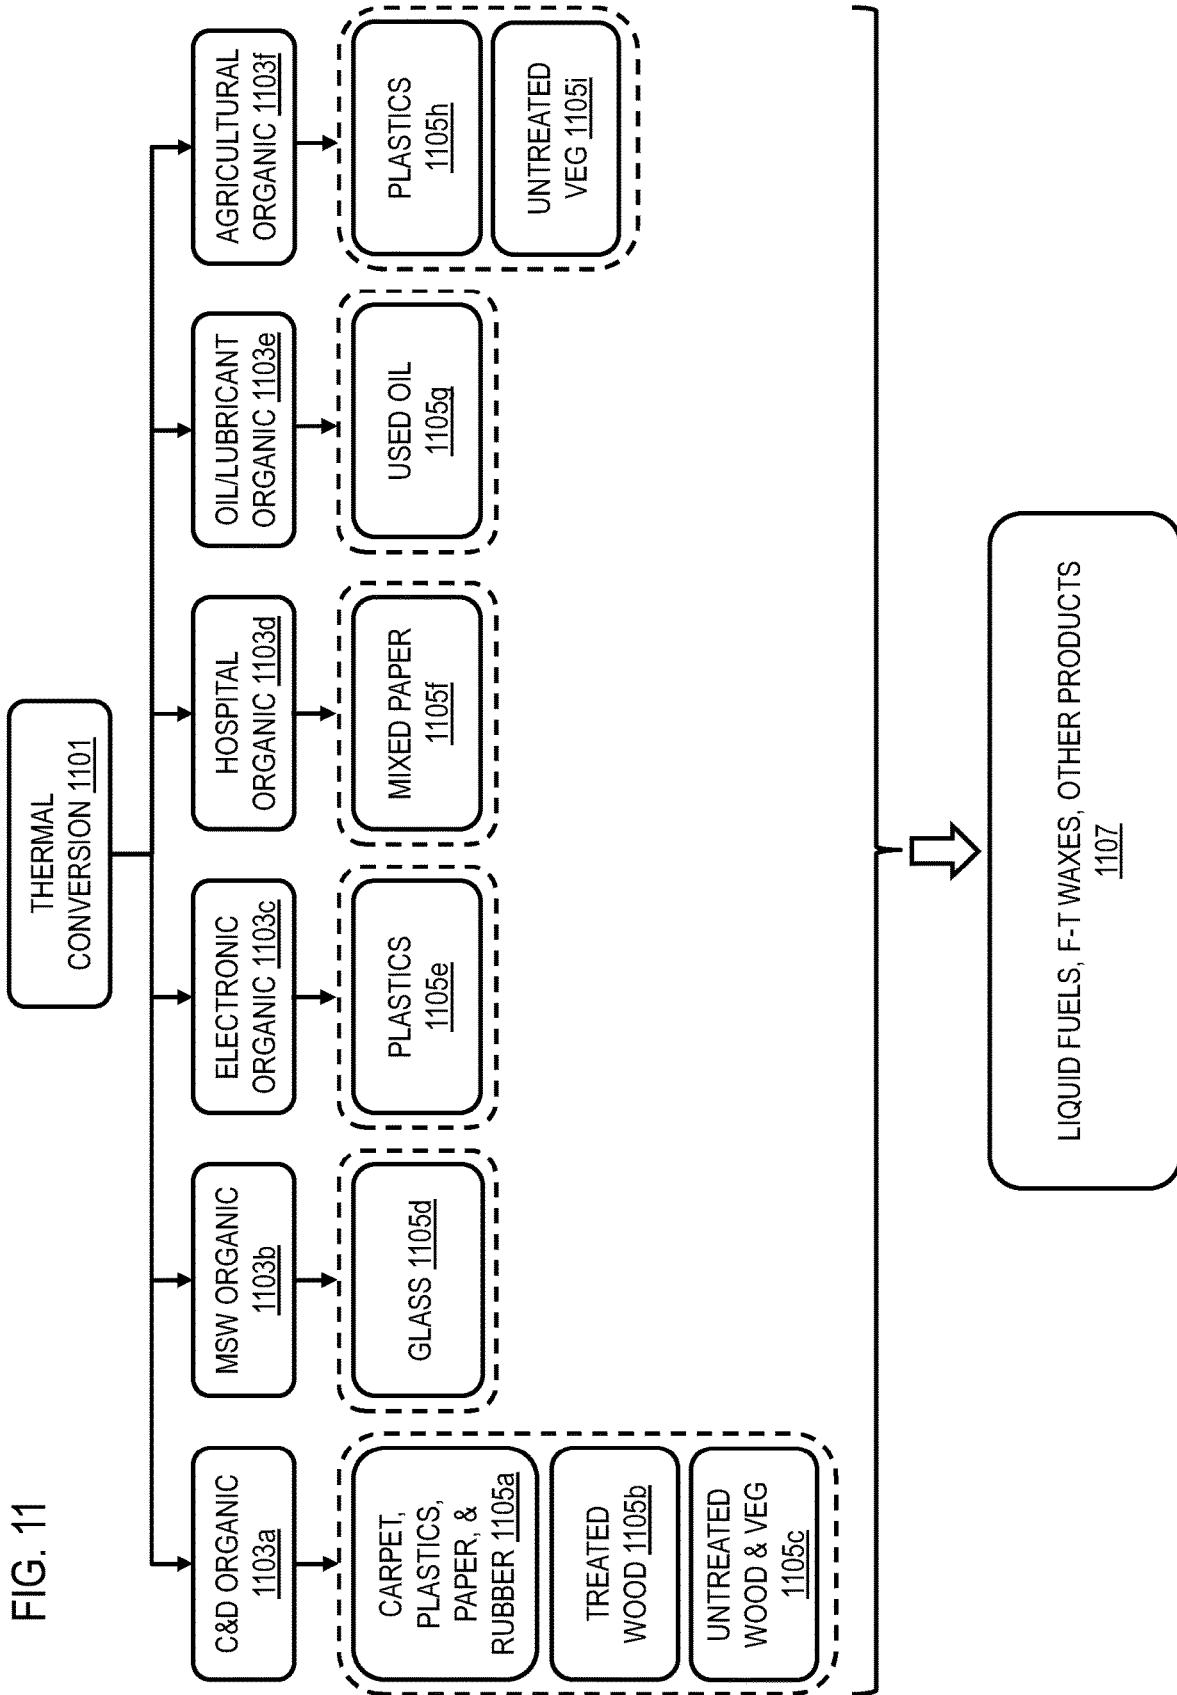 FIG. 11
THERMAL
CONVERSION 1101
C&D ORGANIC
1103a
MSW ORGANIC
1103b
ELECTRONIC
ORGANIC 1103c
HOSPITAL
ORGANIC 1103d
OIL/LUBRICANT
ORGANIC 1103e
AGRICULTURAL
ORGANIC 1103f
CARPET,
PLASTICS,
PAPER, &
RUBBER 1105a
TREATED
WOOD 1105b
UNTREATED
WOOD & VEG
1105c
GLASS 1105d
PLASTICS
1105e
MIXED PAPER
1105f
USED OIL
1105g
PLASTICS
1105h
UNTREATED
VEG 1105i
LIQUID FUELS, F-T WAXES, OTHER PRODUCTS
1107